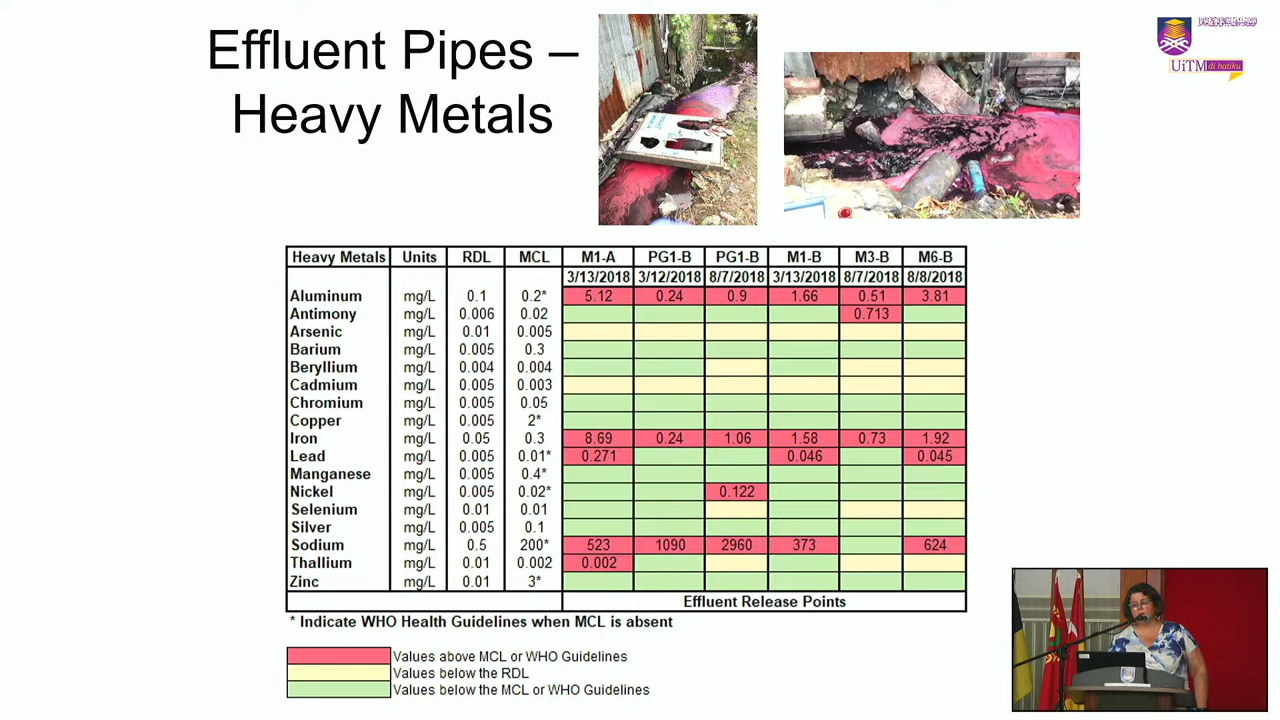 Effluent Pipes –
Heavy Metals
UiTM di hatiku
Heavy Metals Units RDL MCL M1-A PG1-B PG1-B M1-B M3-B M6-B
3/13/2018 3/12/2018 8/7/2018 3/13/2018 8/7/2018 8/8/2018
Aluminum mg/L 0.1 0.2* 5.12 0.24 0.9 1.66 0.51 3.81
Antimony mg/L 0.006 0.02 0.713
Arsenic mg/L 0.01 0.005
Barium mg/L 0.005 0.3
Beryllium mg/L 0.004 0.004
Cadmium mg/L 0.005 0.003
Chromium mg/L 0.005 0.05
Copper mg/L 0.005 2*
Iron mg/L 0.05 0.3 8.69 0.24 1.06 1.58 0.73 1.92
Lead mg/L 0.005 0.01* 0.271 0.046 0.045
Manganese mg/L 0.005 0.4*
Nickel mg/L 0.005 0.02* 0.122
Selenium mg/L 0.01 0.01
Silver mg/L 0.005 0.1
Sodium mg/L 0.5 200* 523 1090 2960 373 624
Thallium mg/L 0.01 0.002 0.002
Zinc mg/L 0.01 3*
Effluent Release Points
* Indicate WHO Health Guidelines when MCL is absent
Values above MCL or WHO Guidelines
Values below the RDL
Values below the MCL or WHO Guidelines